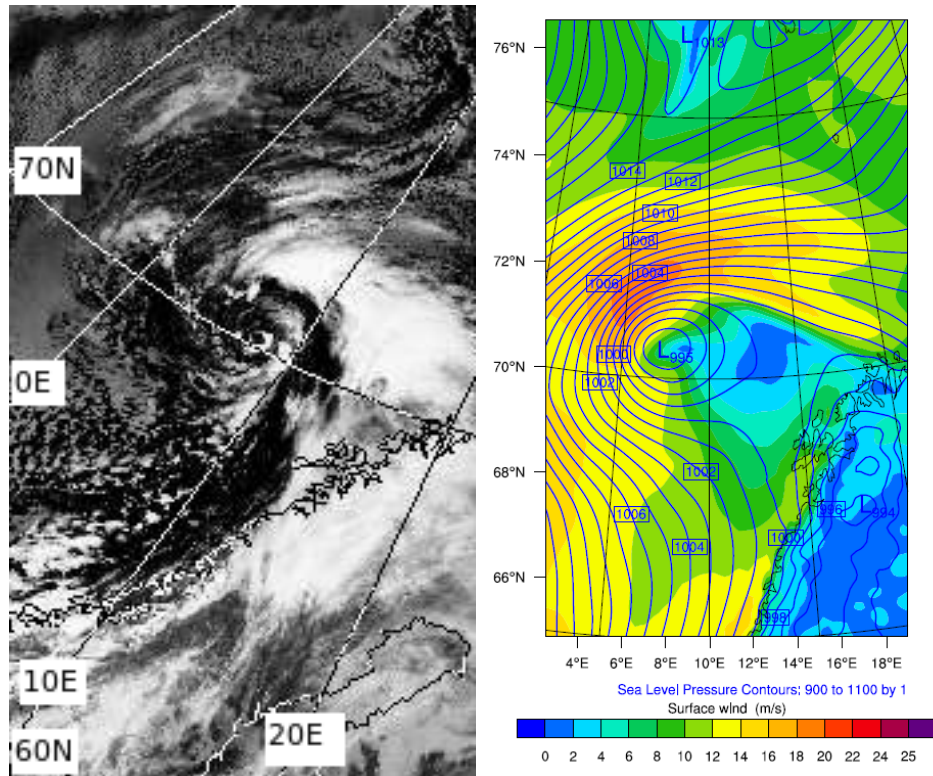 70N
0E
10E
60N
20E
76°N
74°N
72°N
70°N
68°N
66°N
L1013
1014
1012
1010
1008
1004
1006
1000
L995
1002
1002
1006
1004
996
L994
1000
998
4°E 6°E 8°E 10°E 12°E 14°E 16°E 18°E
Sea Level Pressure Contours: 900 to 1100 by 1
Surface wind (m/s)
0 2 4 6 8 10 12 14 16 18 20 22 24 25